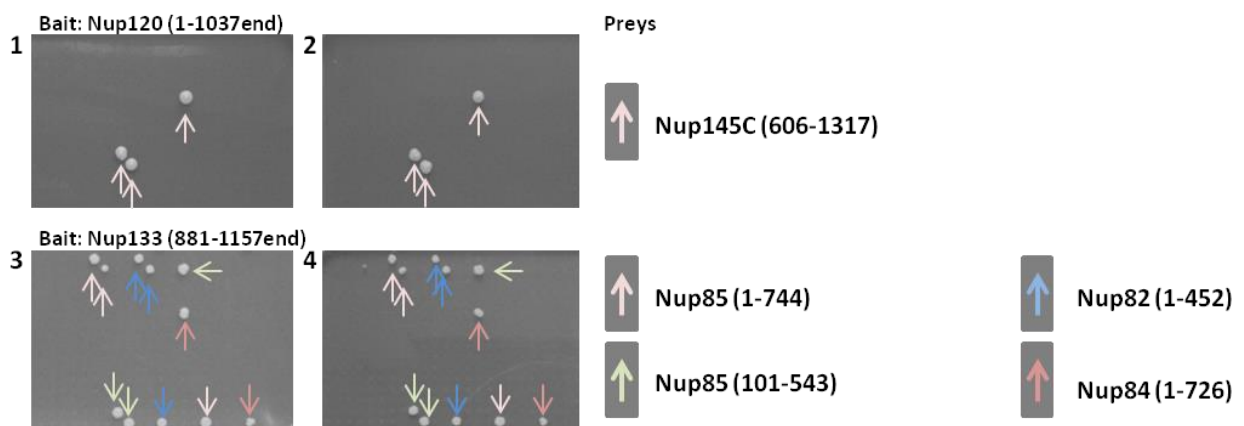 Bait: Nup120 (1-1037end)
Preys
1
2
Nup145C (606-1317)
Bait: Nup133 (881-1157end)
3
4
Nup85 (1-744)
Nup82 (1-452)
Nup85 (101-543)
Nup84 (1-726)